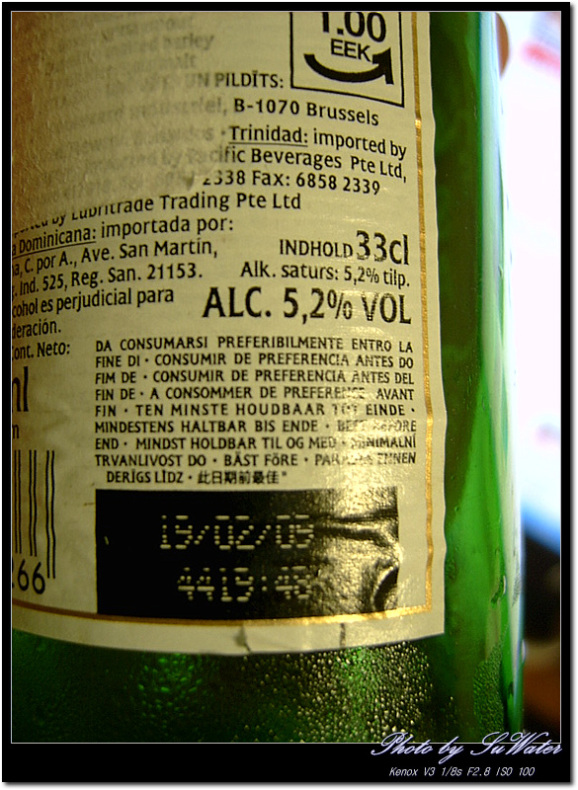 1.00
EEK
UN PILDĪTS:
B-1070 Brussels
Trinidad: imported by
by Pacific Beverages Pte Ltd,
2338 Fax: 6858 2339
by Lubritrade Trading Pte Ltd
Dominicana: importada por:
C. por A., Ave. San Martín,
Ind. 525, Reg. San. 21153.
es perjudicial para
INDHOLD 33cl
Alk. saturs: 5,2% tilp.
ALC. 5,2% VOL
Cont. Neto:
DA CONSUMARSI PREFERIBILMENTE ENTRO LA
FINE DI · CONSUMIR DE PREFERENCIA ANTES DO
FIM DE · CONSUMIR DE PREFERENCIA ANTES DEL
FIN DE · A CONSOMMER DE PREFERENCE AVANT
FIN · TEN MINSTE HOUDBAAR TOT EINDE ·
MINDESTENS HALTBAR BIS ENDE · BEST BEFORE
END · MINDST HOLDBAR TIL OG MED · MINIMALNÍ
TRVANLIVOST DO · BÄST FÖRE · PARASTA ENNEN
DERĪGS LĪDZ · 此日期前最佳"
19/02/09
4419:48
266
Photo by SuWater
Kenox V3 1/8s F2.8 ISO 100